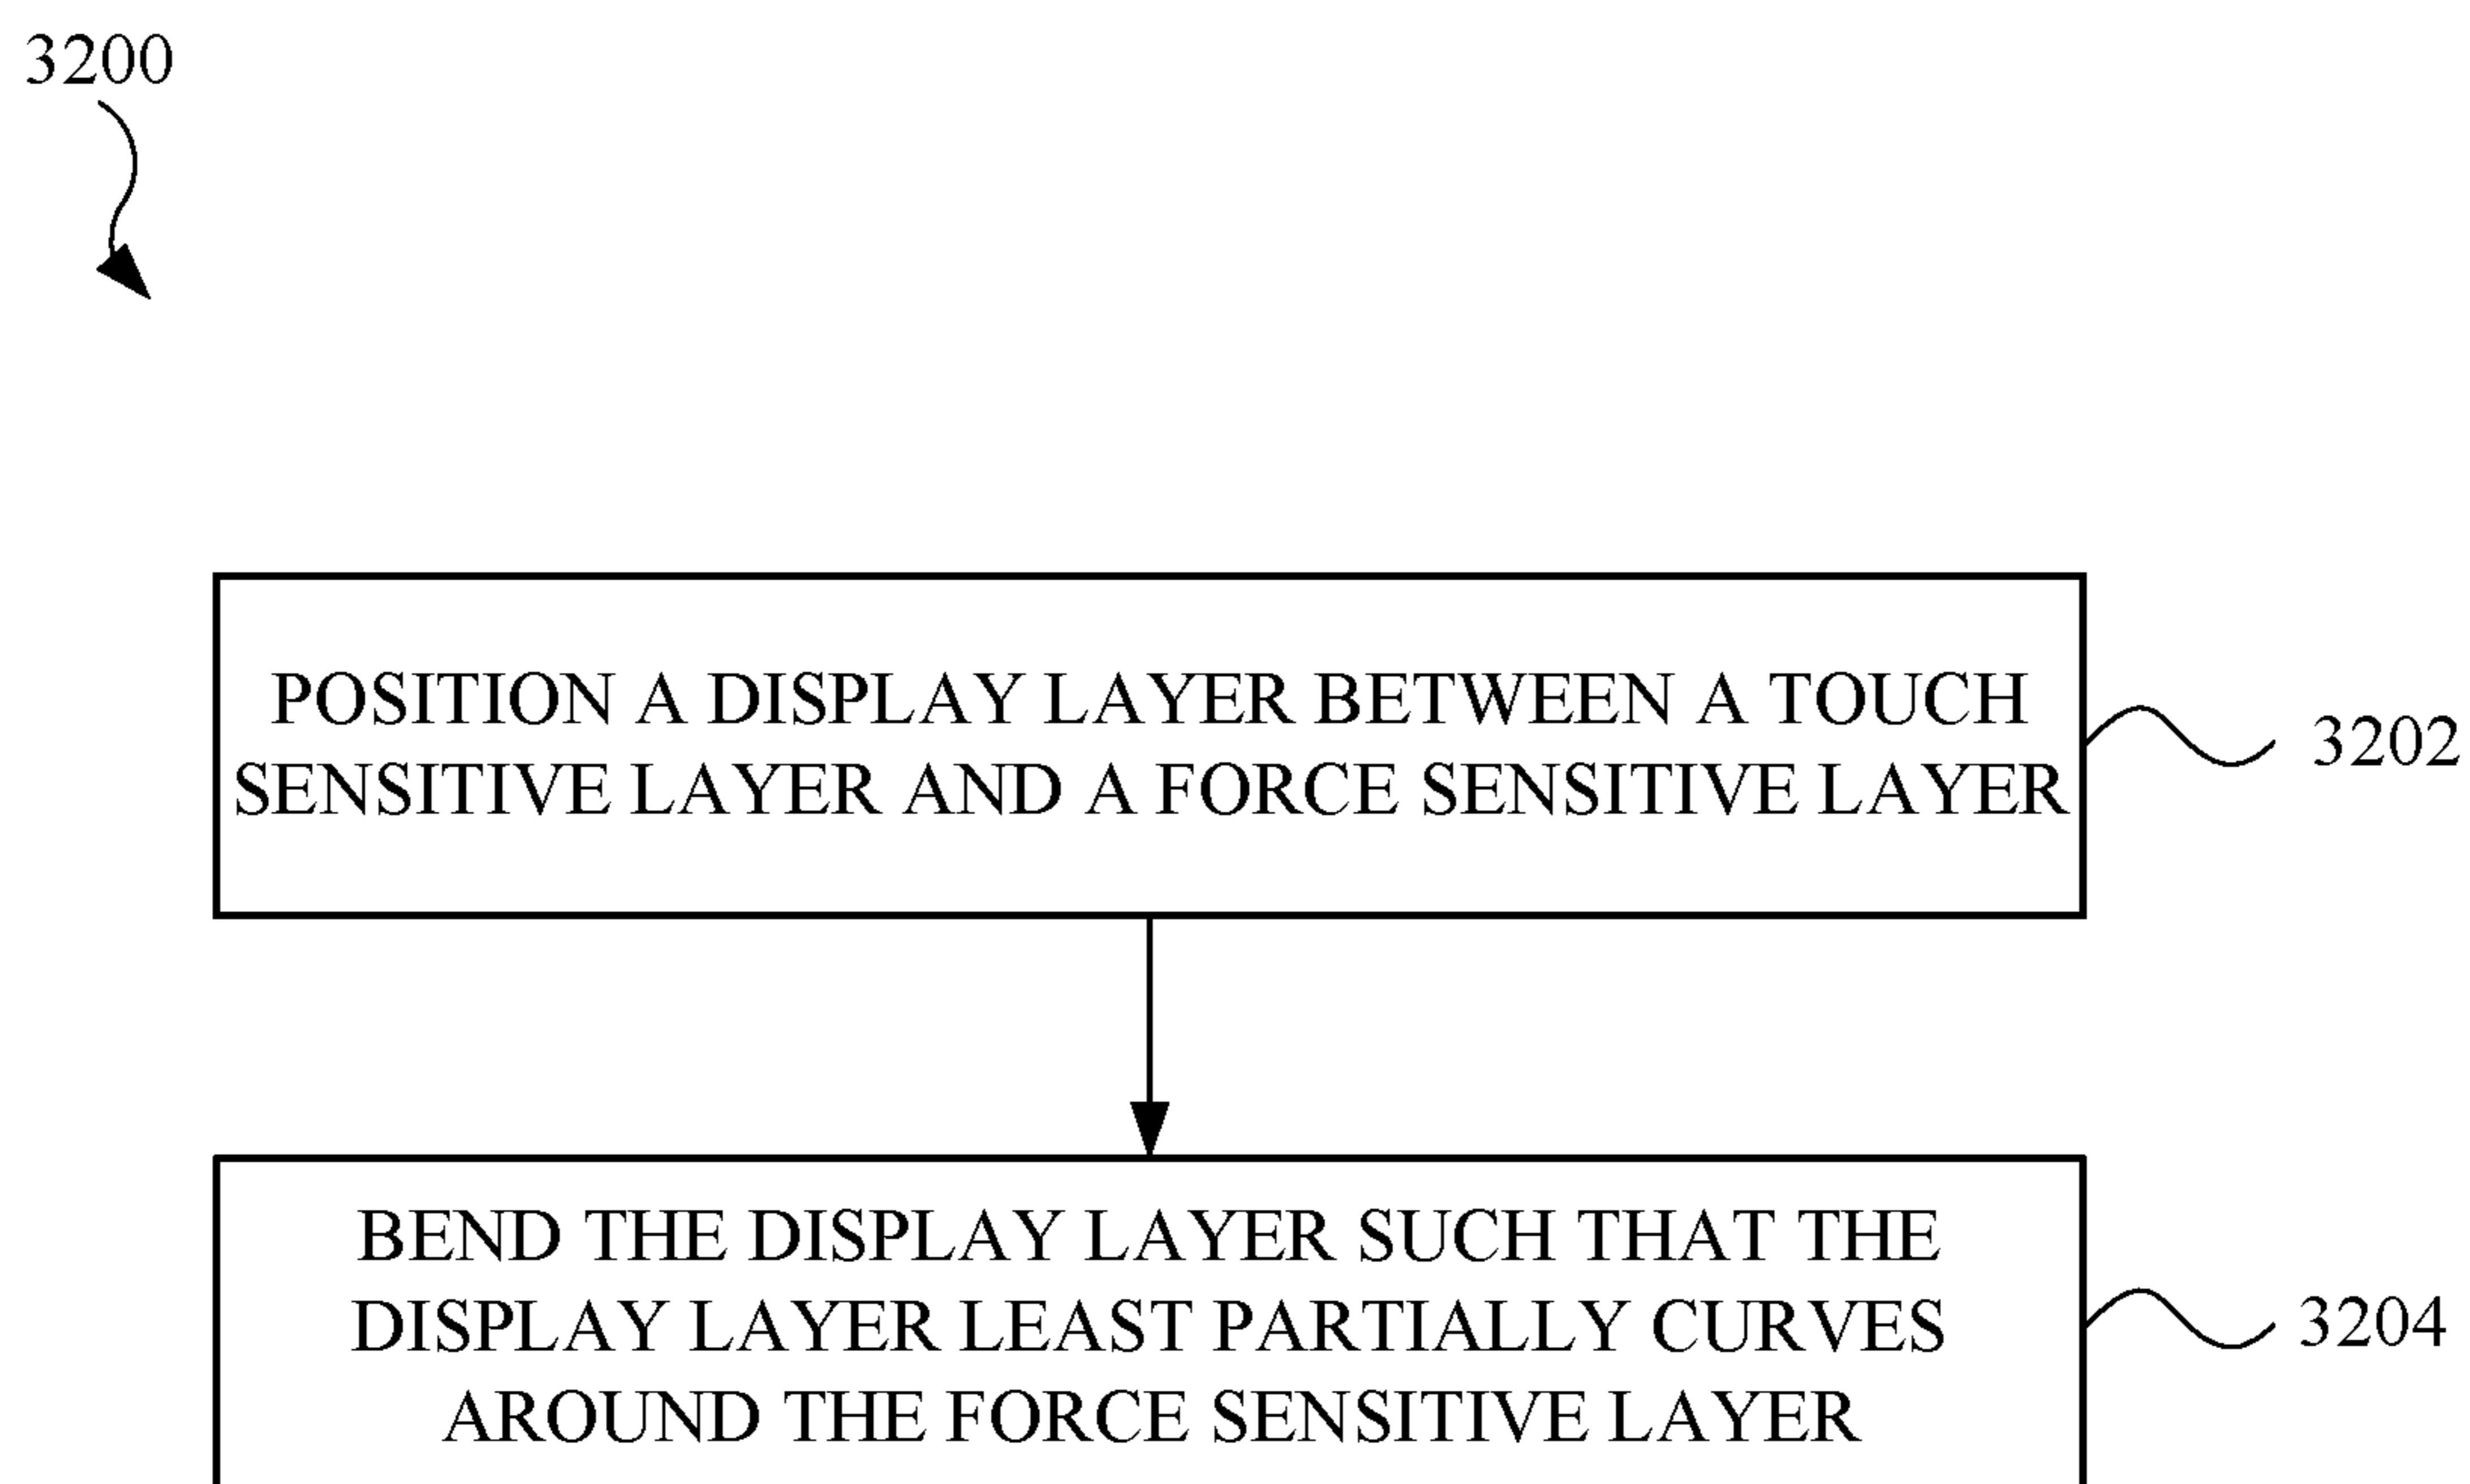 3200
POSITION A DISPLAY LAYER BETWEEN A TOUCH
SENSITIVE LAYER AND A FORCE SENSITIVE LAYER
3202
BEND THE DISPLAY LAYER SUCH THAT THE
DISPLAY LAYER LEAST PARTIALLY CURVES
AROUND THE FORCE SENSITIVE LAYER
3204